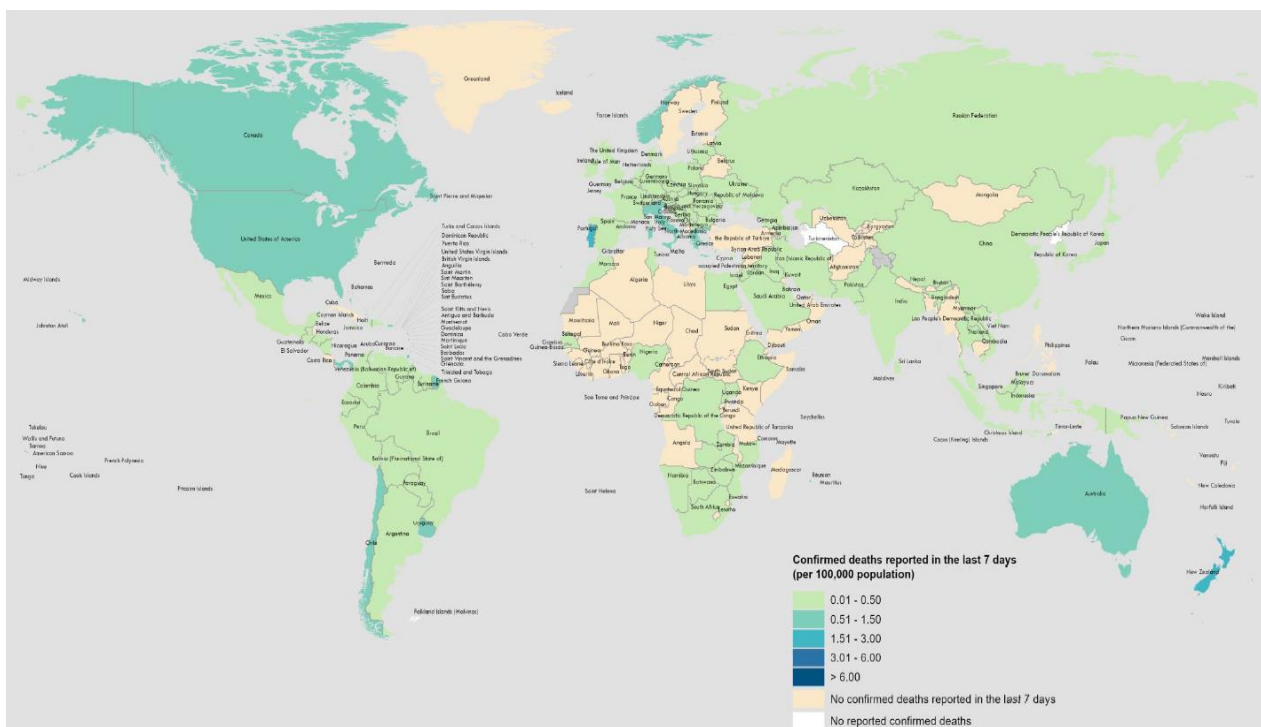 Greenland
Iceland
Faroe Islands
Norway
Sweden
Finland
Russian Federation
Canada
Estonia
Latvia
The United Kingdom
Denmark
Lithuania
Ireland
Isle of Man
Netherlands
Belarus
Poland
Germany
Guernsey
Jersey
Belgium
Luxembourg
Slovakia
Ukraine
Kazakhstan
Mongolia
Saint Pierre and Miquelon
France
Switzerland
Hungary
Republic of Moldova
Romania
Serbia
Bulgaria
San Marino
Monaco
Spain
Portugal
Andorra
Georgia
Azerbaijan
Armenia
Uzbekistan
Kyrgyzstan
Turkmenistan
Democratic People's Republic of Korea
Japan
Republic of Korea
China
United States of America
Turks and Caicos Islands
Dominican Republic
Puerto Rico
United States Virgin Islands
British Virgin Islands
Anguilla
Saint Martin
Sint Maarten
Saint Barthélemy
Saba
Sint Eustatius
Gibraltar
Malta
Greece
Tunisia
Cyprus
Syrian Arab Republic
Lebanon
occupied Palestinian territory
Israel
Jordan
Iraq
Iran (Islamic Republic of)
Kuwait
Afghanistan
Pakistan
Nepal
Bhutan
Bermuda
Midway Islands
Bahamas
Mexico
Cuba
Cayman Islands
Belize
Haiti
Jamaica
Honduras
Guatemala
El Salvador
Nicaragua
Costa Rica
Panama
Aruba
Curacao
Bonaire
Saint Kitts and Nevis
Antigua and Barbuda
Montserrat
Guadeloupe
Dominica
Martinique
Saint Lucia
Barbados
Saint Vincent and the Grenadines
Grenada
Trinidad and Tobago
Morocco
Algeria
Libya
Egypt
Saudi Arabia
Bahrain
Qatar
United Arab Emirates
Oman
Yemen
India
Bangladesh
Myanmar
Lao People's Democratic Republic
Viet Nam
Thailand
Cambodia
Philippines
Wake Island
Northern Mariana Islands (Commonwealth of the)
Guam
Johnston Atoll
Cabo Verde
Mauritania
Mali
Niger
Chad
Sudan
Eritrea
Djibouti
Senegal
Gambia
Guinea-Bissau
Guinea
Burkina Faso
Sierra Leone
Liberia
Côte d'Ivoire
Ghana
Togo
Benin
Nigeria
Cameroon
Central African Republic
South Sudan
Ethiopia
Somalia
Sri Lanka
Maldives
Palau
Marshall Islands
Micronesia (Federated States of)
Brunei Darussalam
Malaysia
Singapore
Indonesia
Kiribati
Nauru
Venezuela (Bolivarian Republic of)
Guyana
Suriname
French Guiana
Colombia
Ecuador
Peru
Brazil
Sao Tome and Principe
Equatorial Guinea
Gabon
Congo
Democratic Republic of the Congo
Uganda
Kenya
Rwanda
Burundi
United Republic of Tanzania
Seychelles
Comoros
Mayotte
Cocos (Keeling) Islands
Christmas Island
Timor-Leste
Papua New Guinea
Solomon Islands
Tuvalu
Tokelau
Wallis and Futuna
Samoa
American Samoa
Niue
Tonga
Cook Islands
French Polynesia
Pitcairn Islands
Bolivia (Plurinational State of)
Paraguay
Uruguay
Chile
Argentina
Falkland Islands (Malvinas)
Saint Helena
Angola
Zambia
Malawi
Mozambique
Zimbabwe
Namibia
Botswana
Madagascar
Réunion
Mauritius
Eswatini
Lesotho
South Africa
Vanuatu
Fiji
New Caledonia
Norfolk Island
Australia
New Zealand
Confirmed deaths reported in the last 7 days
(per 100,000 population)
0.01 - 0.50
0.51 - 1.50
1.51 - 3.00
3.01 - 6.00
> 6.00
No confirmed deaths reported in the last 7 days
No reported confirmed deaths